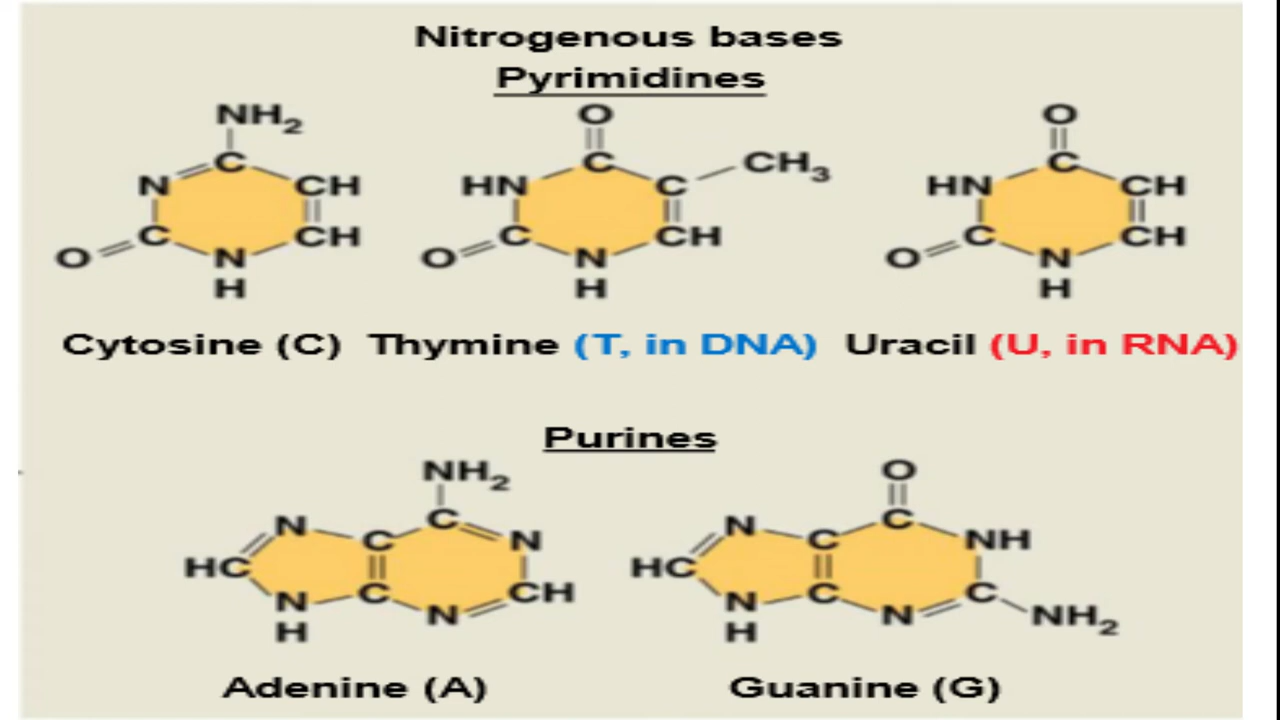 Nitrogenous bases
Pyrimidines
NH₂ O O
C C CH₃ C
N CH HN C HN CH
C CH C CH C CH
O N O N O N
H H H
Cytosine (C) Thymine (T, in DNA) Uracil (U, in RNA)
Purines
NH₂ O
N C N N C NH
C C
HC HC
N C CH N C C
H N H N NH₂
Adenine (A) Guanine (G)